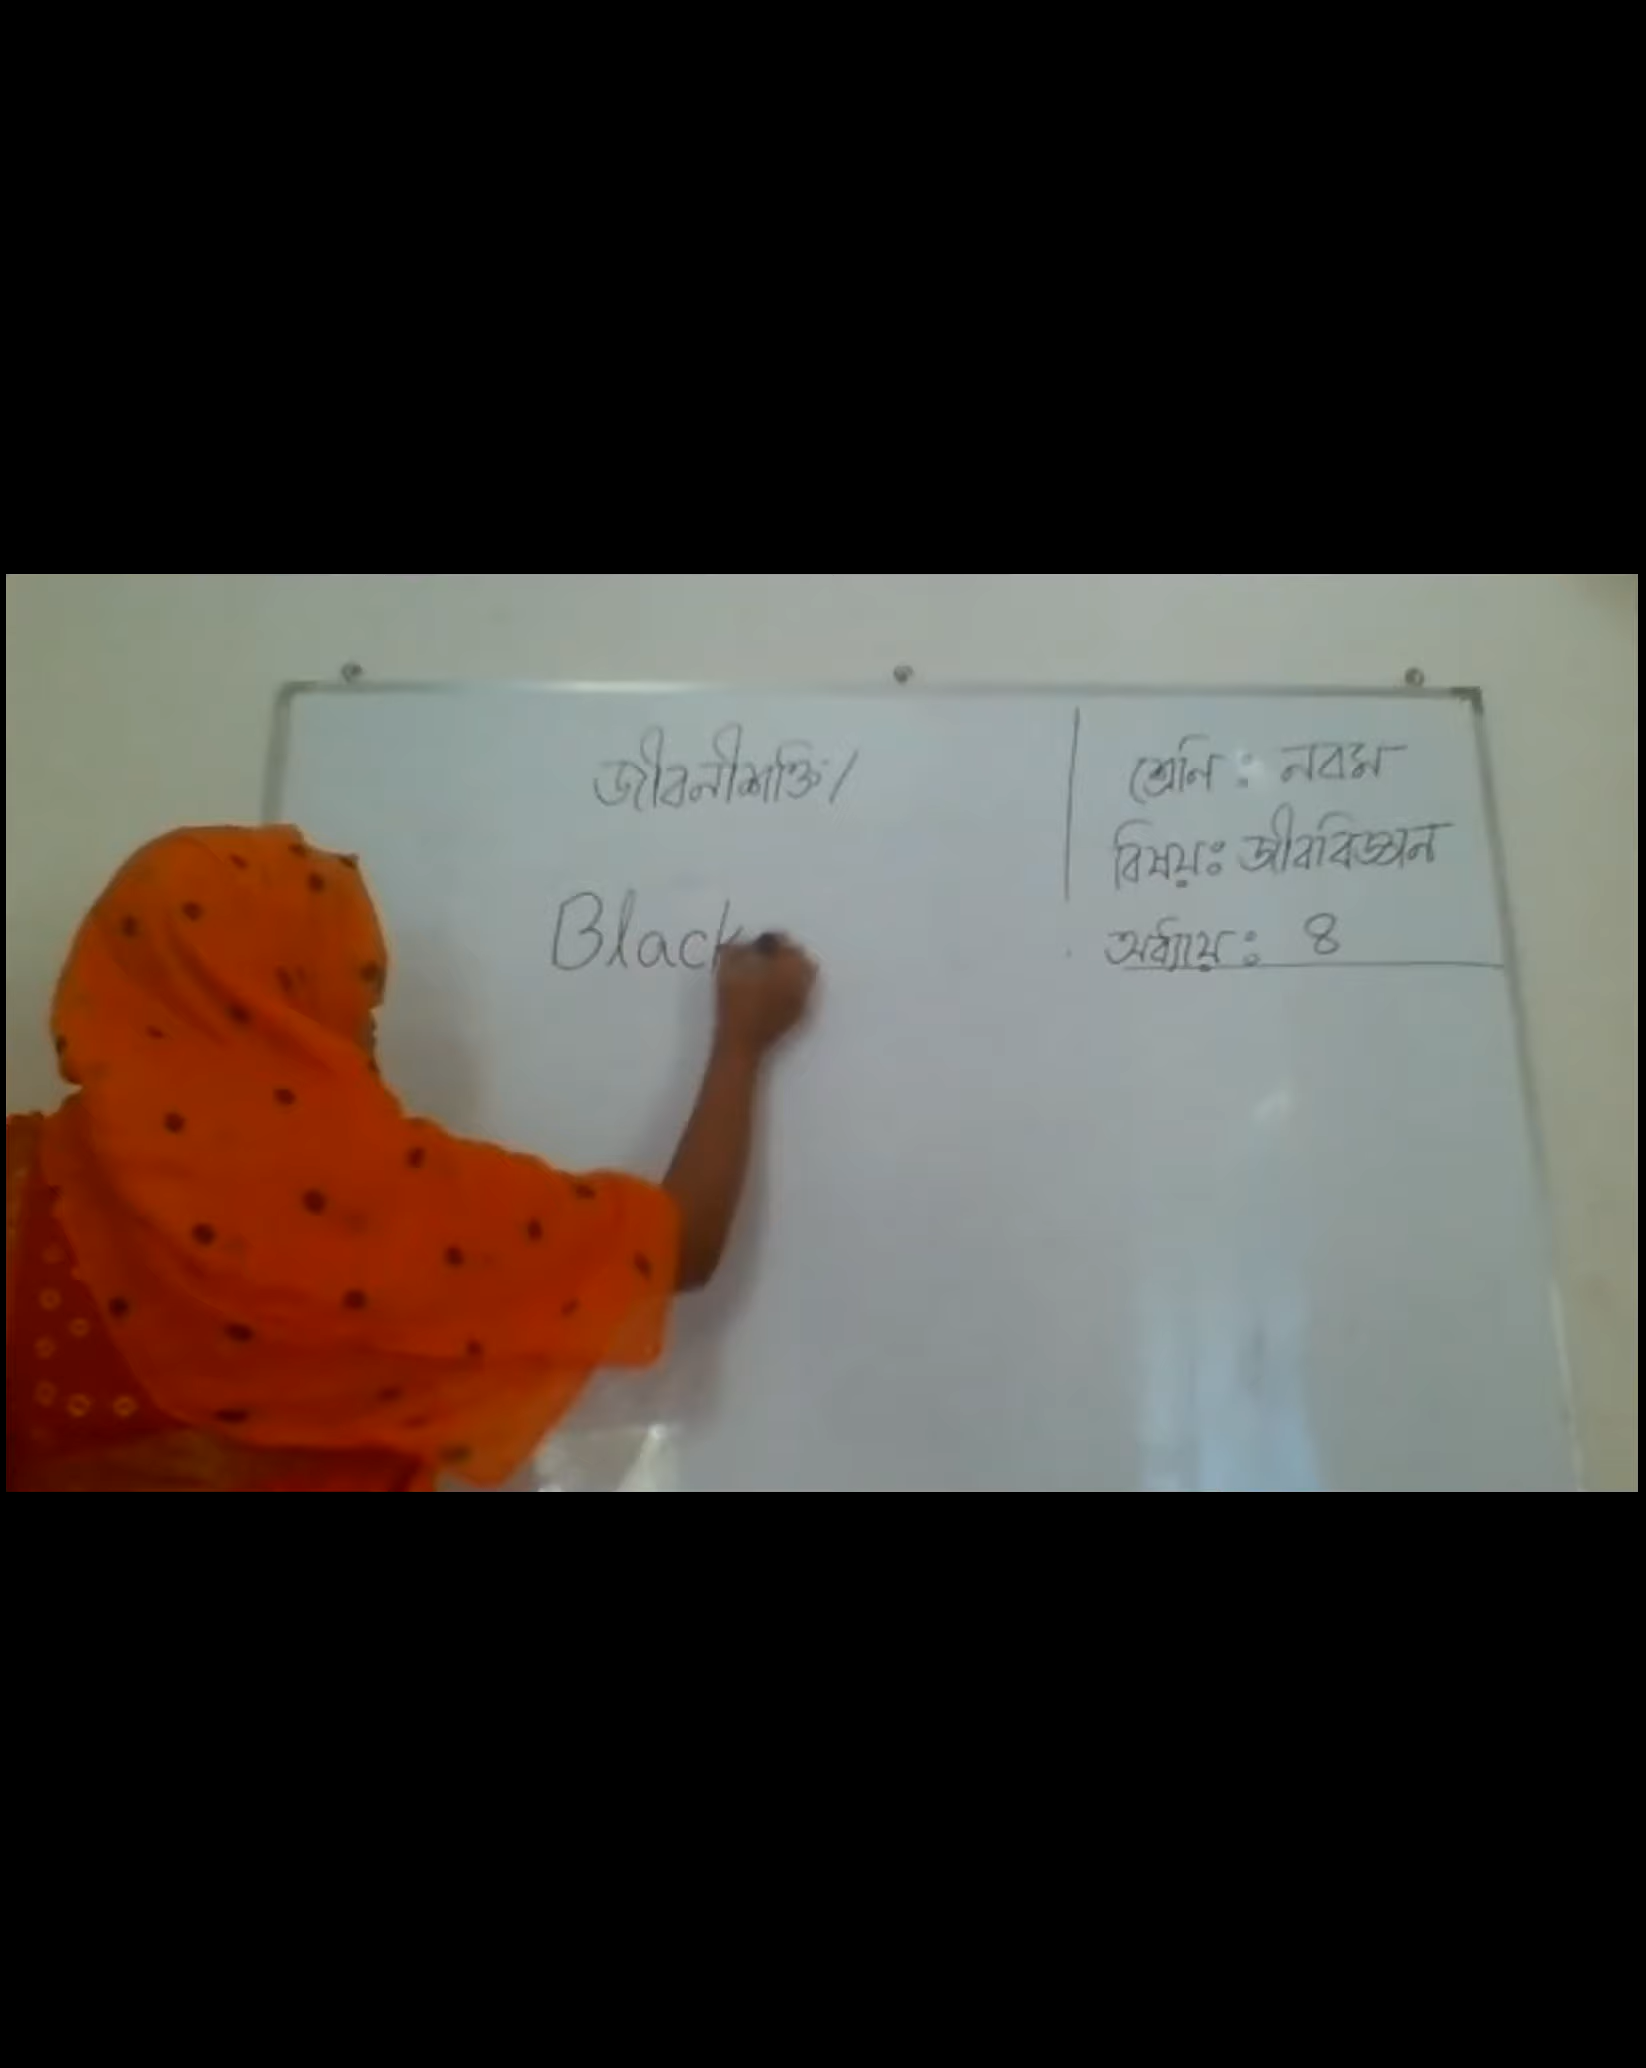 জীবনীশক্তি/
Black
শ্রেণি : নবম
বিষয়ঃ জীববিজ্ঞান
অধ্যায় : ৪